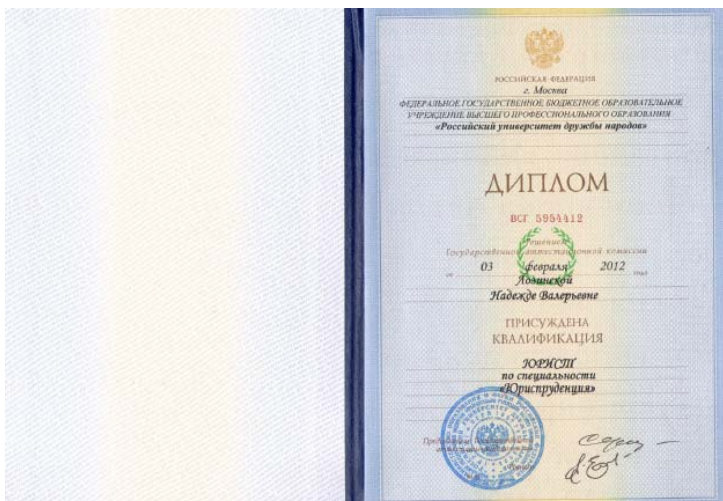 РОССИЙСКАЯ ФЕДЕРАЦИЯ
г. Москва
ФЕДЕРАЛЬНОЕ ГОСУДАРСТВЕННОЕ БЮДЖЕТНОЕ ОБРАЗОВАТЕЛЬНОЕ
УЧРЕЖДЕНИЕ ВЫСШЕГО ПРОФЕССИОНАЛЬНОГО ОБРАЗОВАНИЯ
«Российский университет дружбы народов»
ДИПЛОМ
ВСГ 5954412
Решением
Государственной аттестационной комиссии
от 03 февраля 2012 года
Лозинской
Надежде Валерьевне
ПРИСУЖДЕНА
КВАЛИФИКАЦИЯ
ЮРИСТ
по специальности
«Юриспруденция»